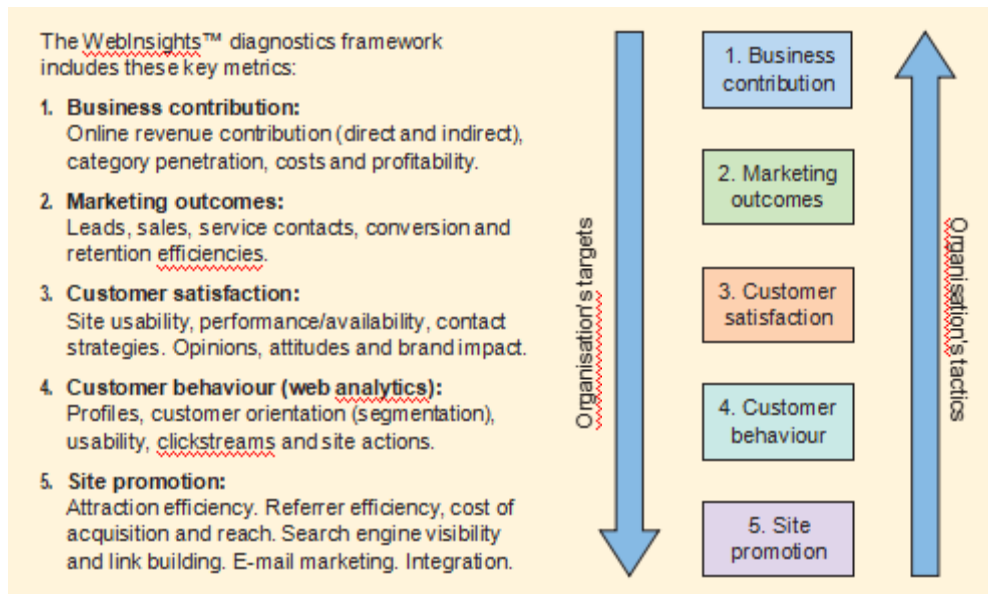 The WebInsights™ diagnostics framework
includes these key metrics:
1. Business contribution:
Online revenue contribution (direct and indirect),
category penetration, costs and profitability.
2. Marketing outcomes:
Leads, sales, service contacts, conversion and
retention efficiencies.
3. Customer satisfaction:
Site usability, performance/availability, contact
strategies. Opinions, attitudes and brand impact.
4. Customer behaviour (web analytics):
Profiles, customer orientation (segmentation),
usability, clickstreams and site actions.
5. Site promotion:
Attraction efficiency. Referrer efficiency, cost of
acquisition and reach. Search engine visibility
and link building. E-mail marketing. Integration.
Organisation's targets
1. Business
contribution
2. Marketing
outcomes
3. Customer
satisfaction
4. Customer
behaviour
5. Site
promotion
Organisation's tactics